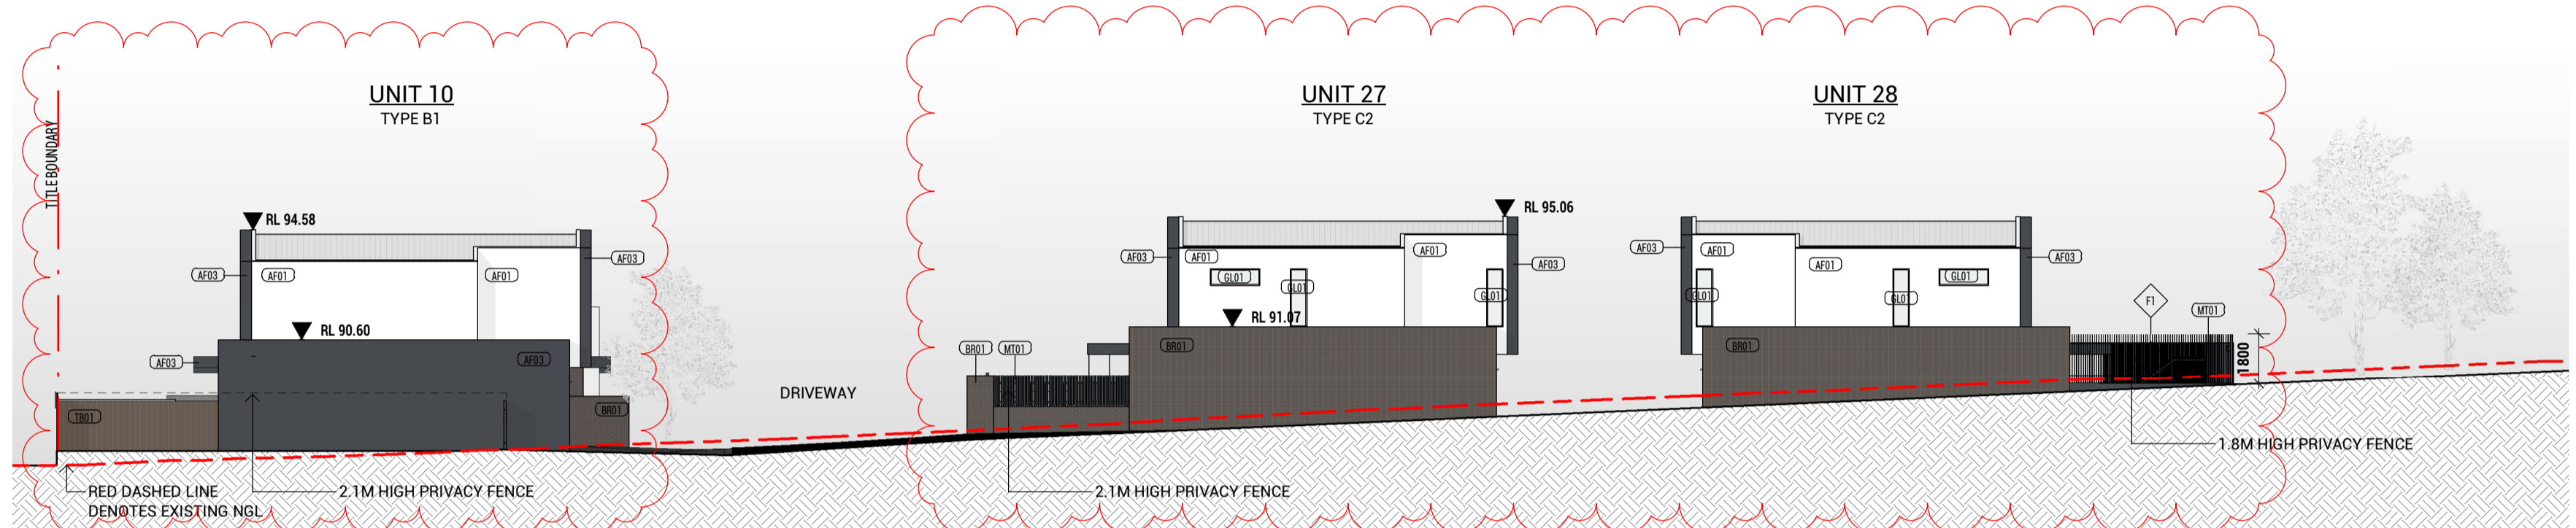 TITLE BOUNDARY
UNIT 10
TYPE B1
RL 94.58
AF03
AF01
AF01
AF03
RL 90.60
AF03
AF03
TB01
BR01
RED DASHED LINE
DENOTES EXISTING NGL
2.1M HIGH PRIVACY FENCE
DRIVEWAY
UNIT 27
TYPE C2
RL 95.06
AF03
AF01
AF01
AF03
GL01
GL01
GL01
RL 91.07
BR01
MT01
BR01
2.1M HIGH PRIVACY FENCE
UNIT 28
TYPE C2
AF03
AF01
AF01
AF03
GL01
GL01
GL01
BR01
F1
MT01
1800
1.8M HIGH PRIVACY FENCE